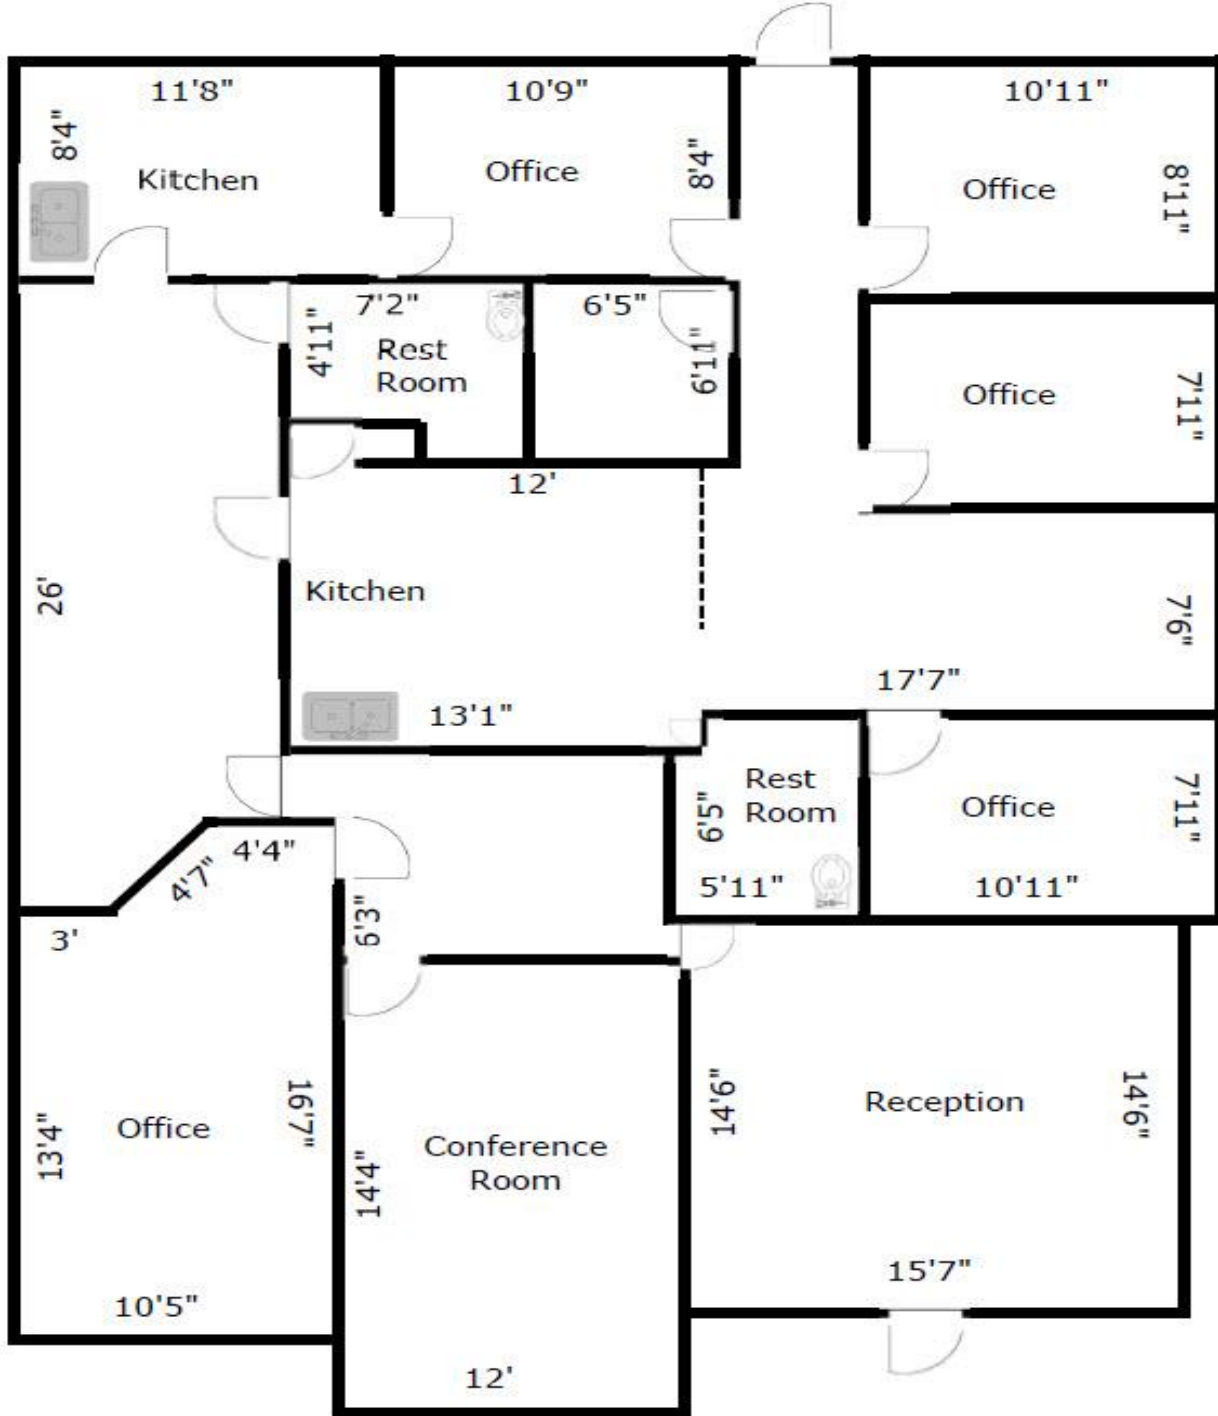 11'8"
10'9"
10'11"
8'4"
Kitchen
Office
8'4"
Office
8'11"
7'2"
6'5"
4'11"
Rest
Room
6'11"
Office
7'11"
12'
26'
Kitchen
7'6"
17'7"
13'1"
Rest
Room
6'5"
Office
7'11"
4'4"
4'7"
5'11"
10'11"
3'
6'3"
13'4"
Office
16'7"
14'4"
Conference
Room
14'6"
Reception
14'6"
15'7"
10'5"
12'